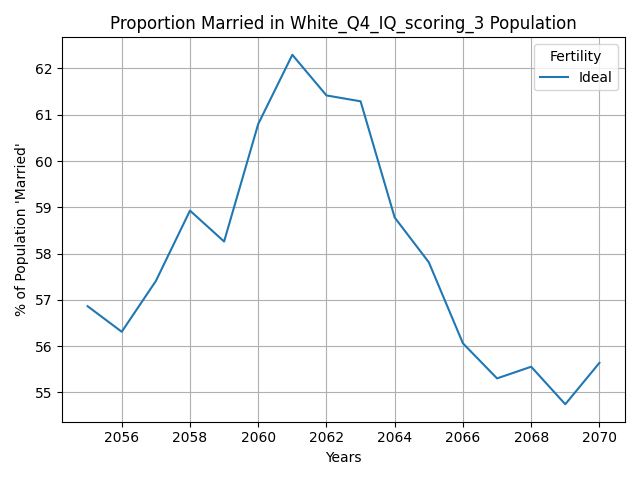 Proportion Married in White_Q4_IQ_scoring_3 Population
Fertility
Ideal
% of Population 'Married'
62
61
60
59
58
57
56
55
2056 2058 2060 2062 2064 2066 2068 2070
Years